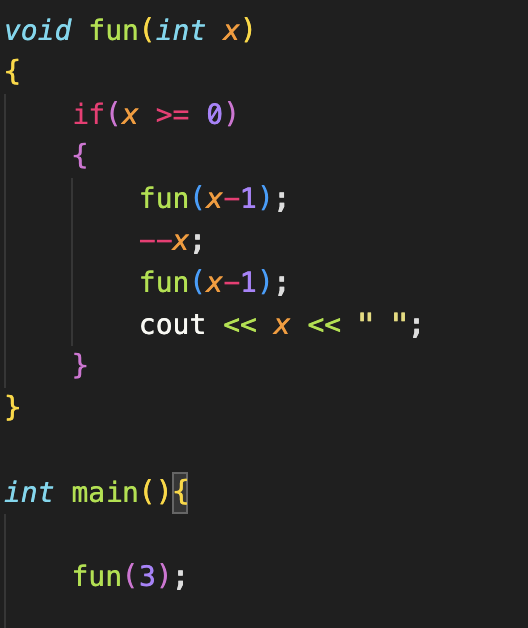 void fun(int x)
{
if(x >= 0)
{
fun(x-1);
--x;
fun(x-1);
cout << x << " ";
}
}
int main(){
fun(3);